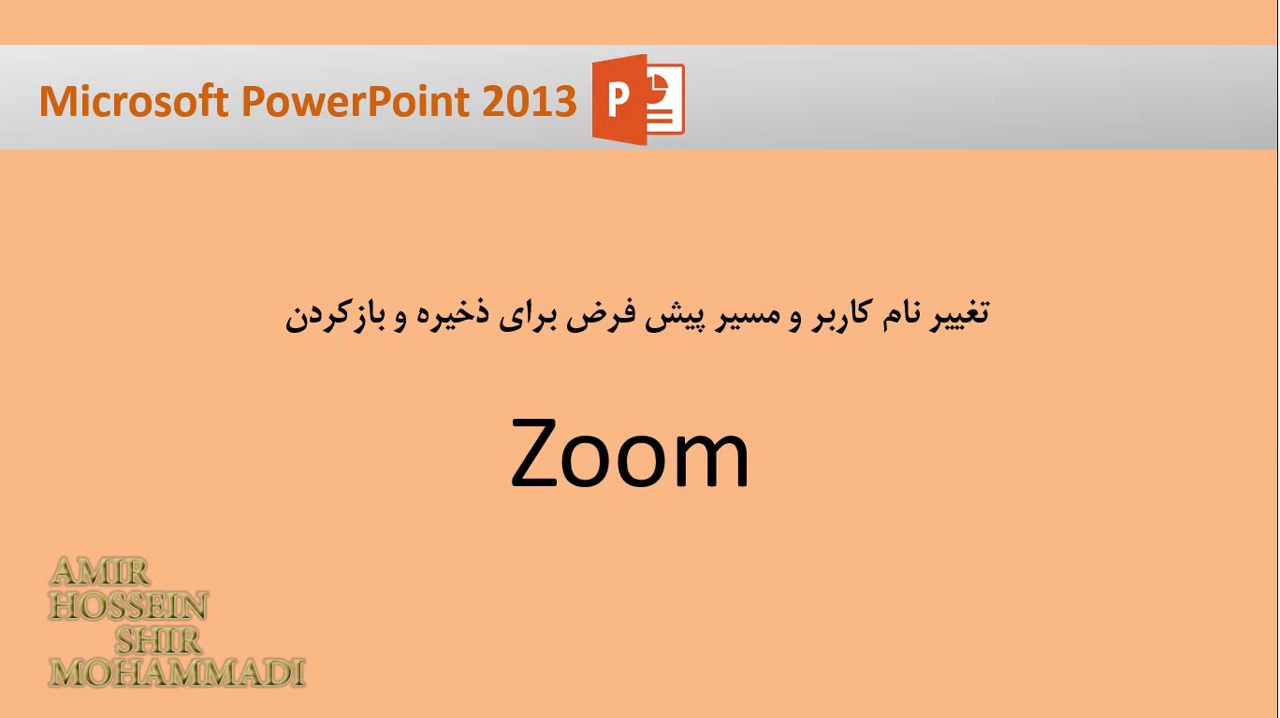 Microsoft PowerPoint 2013
P
تغییر نام کاربر و مسیر پیش فرض برای ذخیره و بازکردن
Zoom
AMIR
HOSSEIN
SHIR
MOHAMMADI